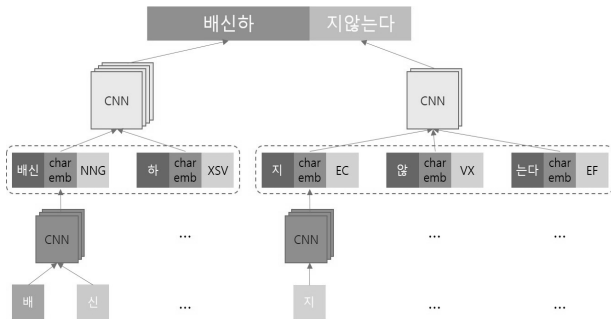 배신하 지않는다
CNN CNN
배신 char emb NNG 하 char emb XSV 지 char emb EC 않 char emb VX 는다 char emb EF
CNN ... CNN ... ...
배 신 ... 지 ... ...